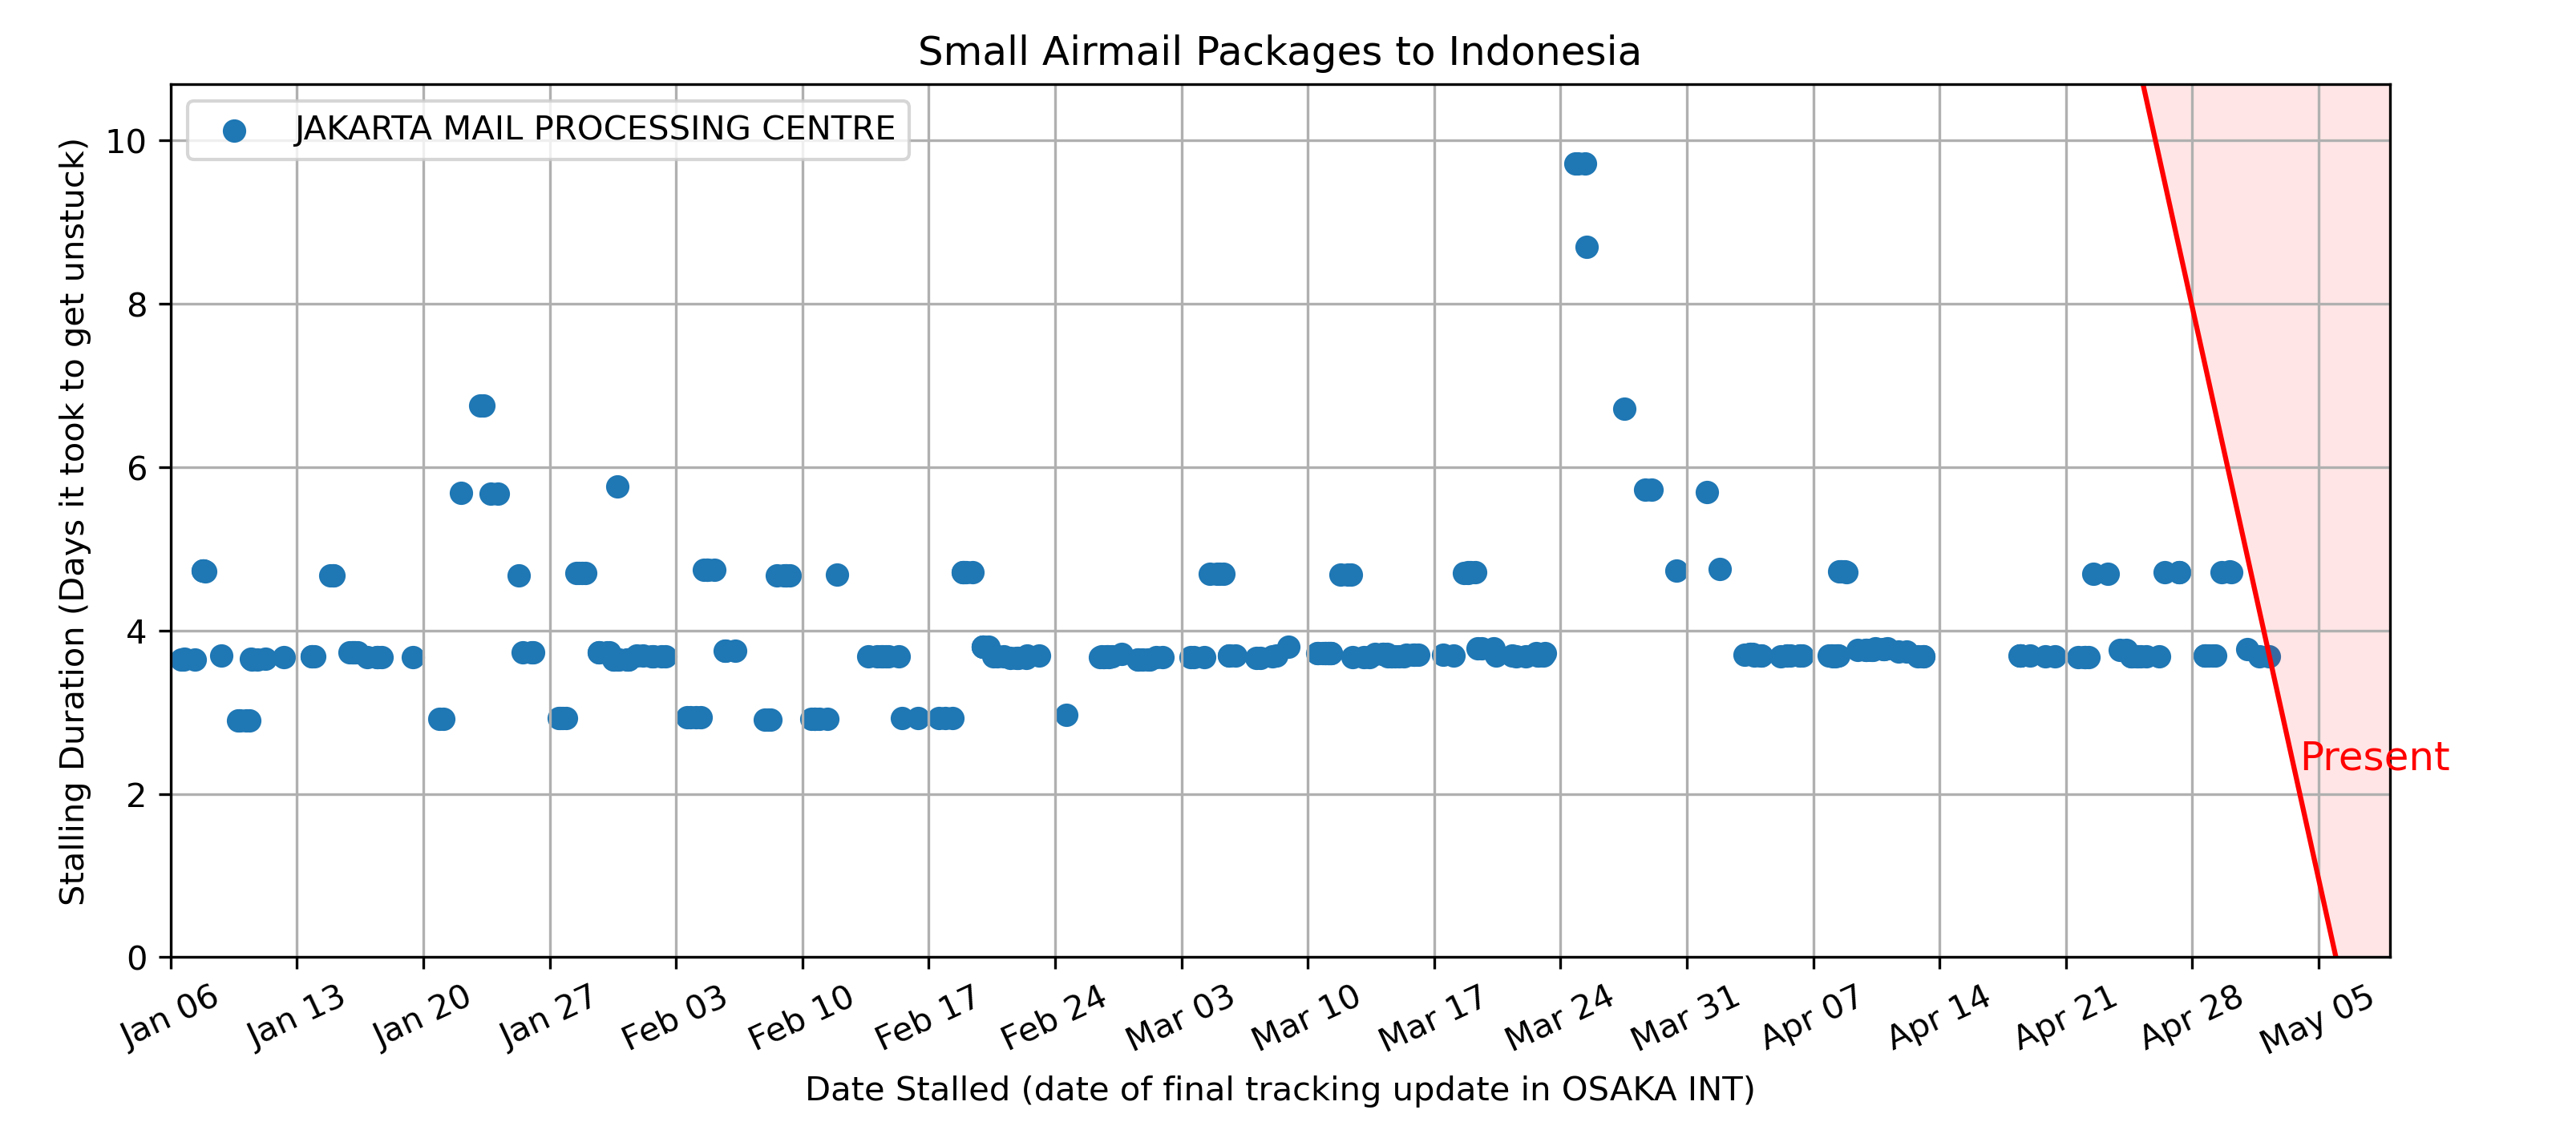 Small Airmail Packages to Indonesia
JAKARTA MAIL PROCESSING CENTRE
Stalling Duration (Days it took to get unstuck)
10
8
6
4
2
0
Present
Jan 06
Jan 13
Jan 20
Jan 27
Feb 03
Feb 10
Feb 17
Feb 24
Mar 03
Mar 10
Mar 17
Mar 24
Mar 31
Apr 07
Apr 14
Apr 21
Apr 28
May 05
Date Stalled (date of final tracking update in OSAKA INT)